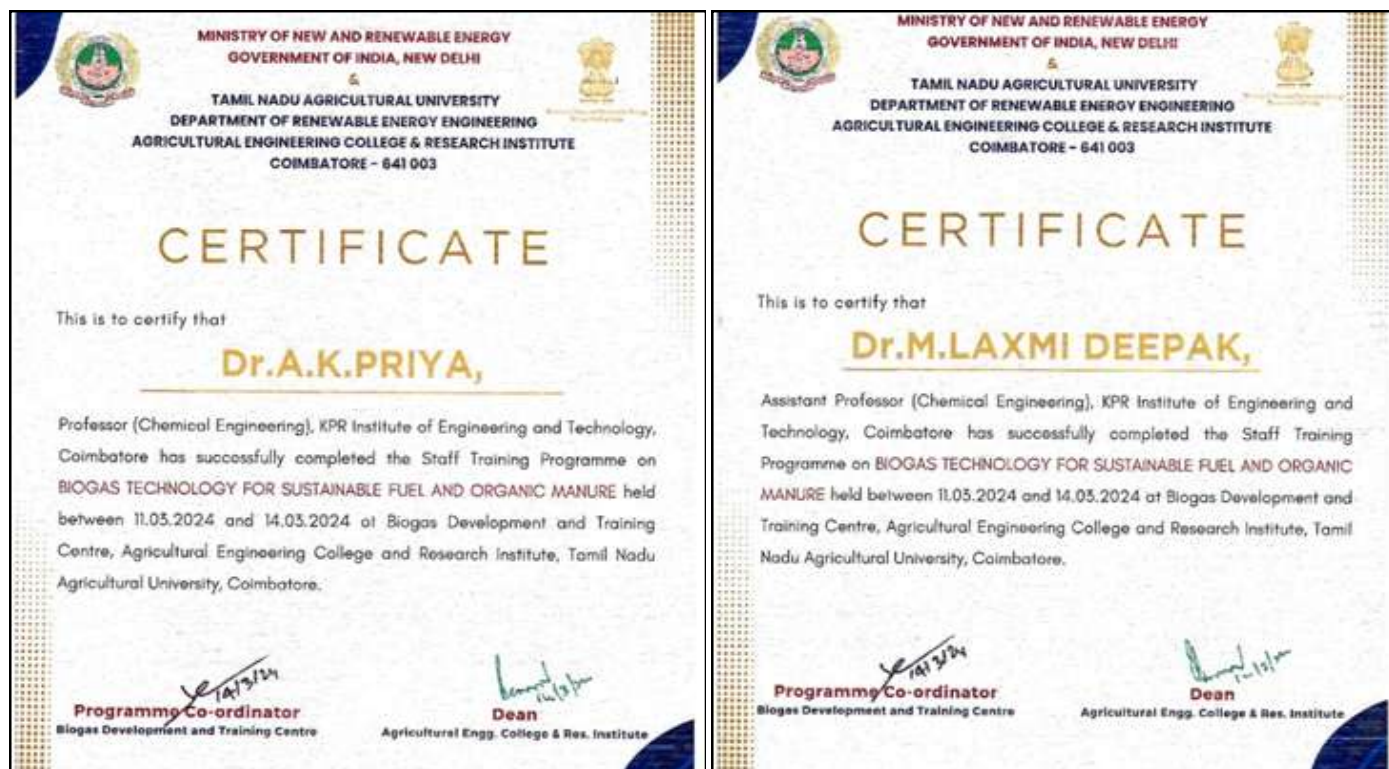 MINISTRY OF NEW AND RENEWABLE ENERGY
GOVERNMENT OF INDIA, NEW DELHI
&
TAMIL NADU AGRICULTURAL UNIVERSITY
DEPARTMENT OF RENEWABLE ENERGY ENGINEERING
AGRICULTURAL ENGINEERING COLLEGE & RESEARCH INSTITUTE
COIMBATORE - 641 003
CERTIFICATE
This is to certify that
Dr.A.K.PRIYA,
Professor (Chemical Engineering), KPR Institute of Engineering and Technology,
Coimbatore has successfully completed the Staff Training Programme on
BIOGAS TECHNOLOGY FOR SUSTAINABLE FUEL AND ORGANIC MANURE held
between 11.03.2024 and 14.03.2024 at Biogas Development and Training
Centre, Agricultural Engineering College and Research Institute, Tamil Nadu
Agricultural University, Coimbatore.
14/3/24
Programme Co-ordinator
Biogas Development and Training Centre
Dean
Agricultural Engg. College & Res. Institute
MINISTRY OF NEW AND RENEWABLE ENERGY
GOVERNMENT OF INDIA, NEW DELHI
&
TAMIL NADU AGRICULTURAL UNIVERSITY
DEPARTMENT OF RENEWABLE ENERGY ENGINEERING
AGRICULTURAL ENGINEERING COLLEGE & RESEARCH INSTITUTE
COIMBATORE - 641 003
CERTIFICATE
This is to certify that
Dr.M.LAXMI DEEPAK,
Assistant Professor (Chemical Engineering), KPR Institute of Engineering and
Technology, Coimbatore has successfully completed the Staff Training
Programme on BIOGAS TECHNOLOGY FOR SUSTAINABLE FUEL AND ORGANIC
MANURE held between 11.03.2024 and 14.03.2024 at Biogas Development and
Training Centre, Agricultural Engineering College and Research Institute, Tamil
Nadu Agricultural University, Coimbatore.
14/3/24
Programme Co-ordinator
Biogas Development and Training Centre
Dean
Agricultural Engg. College & Res. Institute